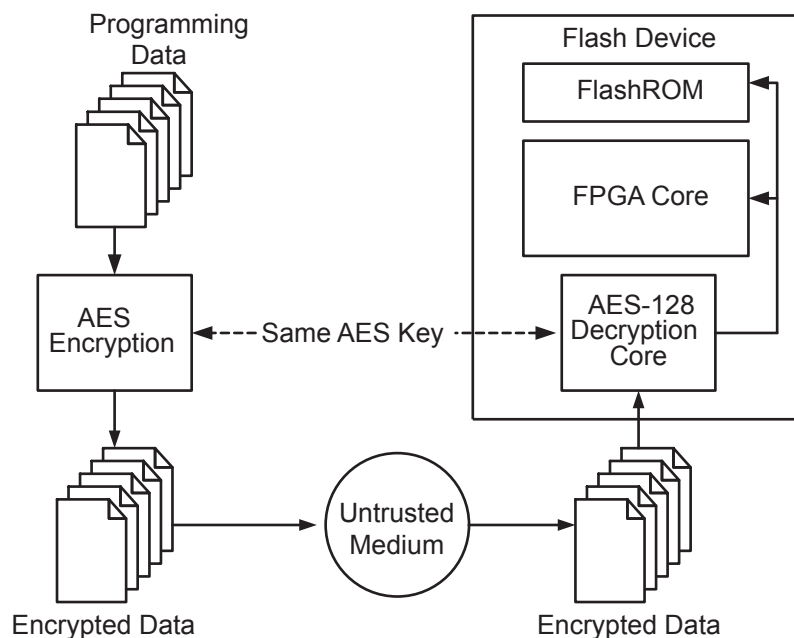 Programming
Data
Flash Device
FlashROM
FPGA Core
AES
Encryption
Same AES Key
AES-128
Decryption
Core
Untrusted
Medium
Encrypted Data
Encrypted Data